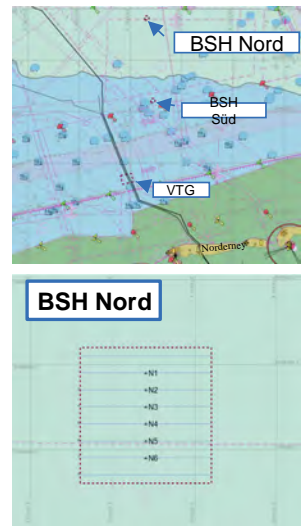 BSH Nord
BSH
Süd
VTG
Norderney
BSH Nord
+N1
+N2
+N3
+N4
+N5
+N6